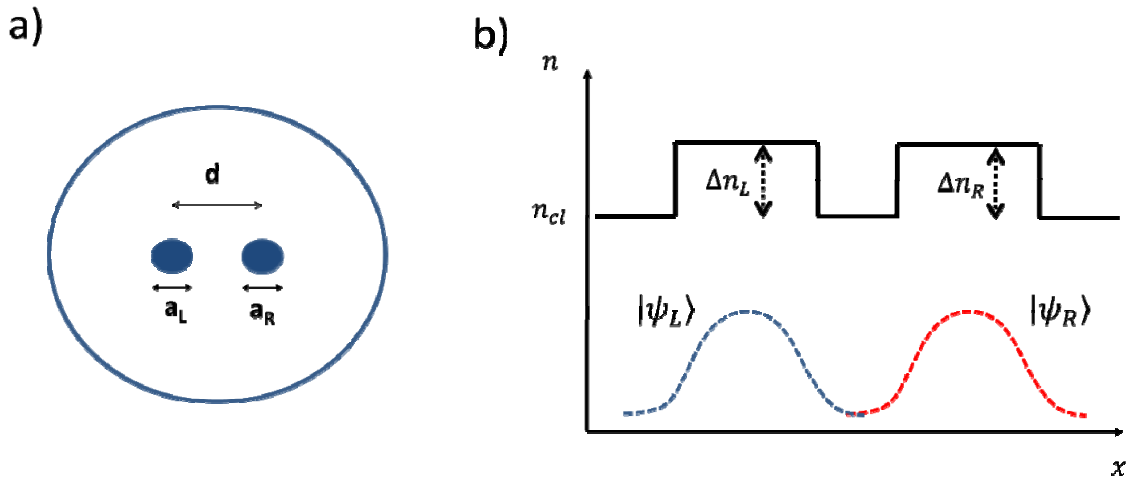 a)
d
a_L
a_R
b)
n
Δn_L
Δn_R
n_cl
|ψ_L⟩
|ψ_R⟩
x